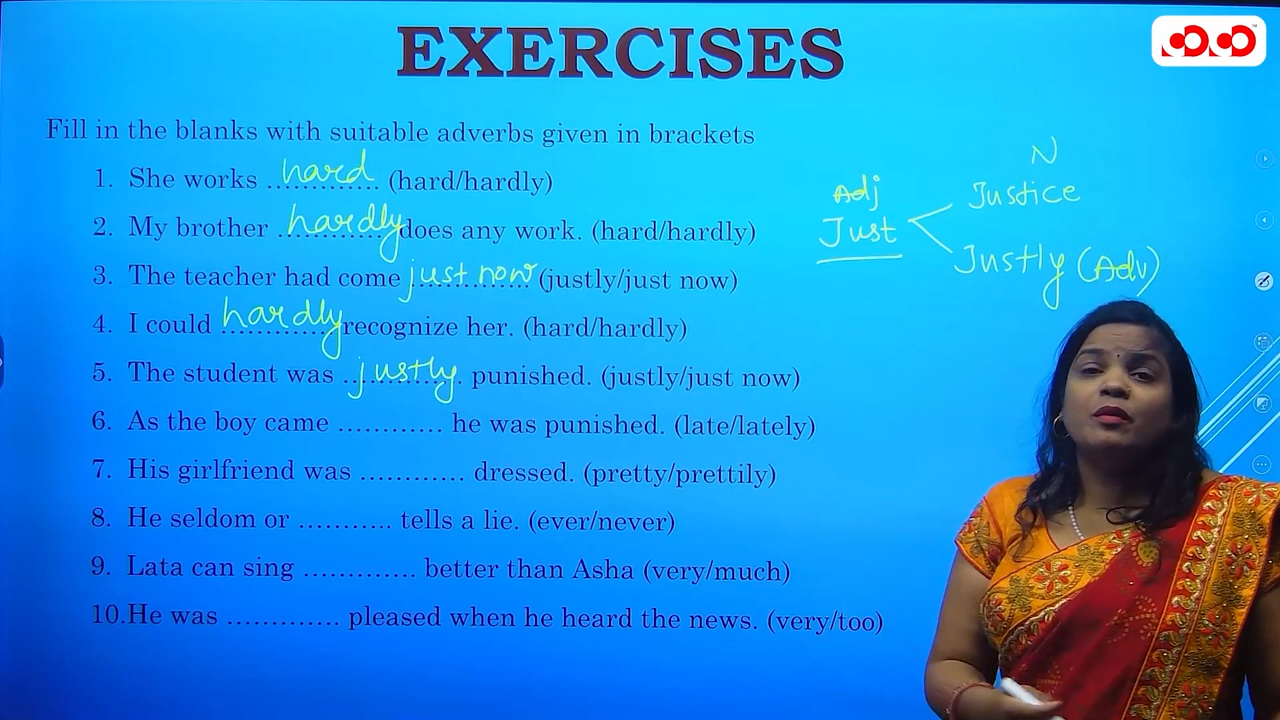 EXERCISES
Fill in the blanks with suitable adverbs given in brackets
1. She works hard (hard/hardly)
2. My brother hardly does any work. (hard/hardly)
3. The teacher had come just now (justly/just now)
4. I could hardly recognize her. (hard/hardly)
5. The student was justly punished. (justly/just now)
6. As the boy came ………… he was punished. (late/lately)
7. His girlfriend was ………… dressed. (pretty/prettily)
8. He seldom or ……….. tells a lie. (ever/never)
9. Lata can sing …………. better than Asha (very/much)
10.He was …………. pleased when he heard the news. (very/too)
N
Adj
Justice
Just
Justly (Adv)